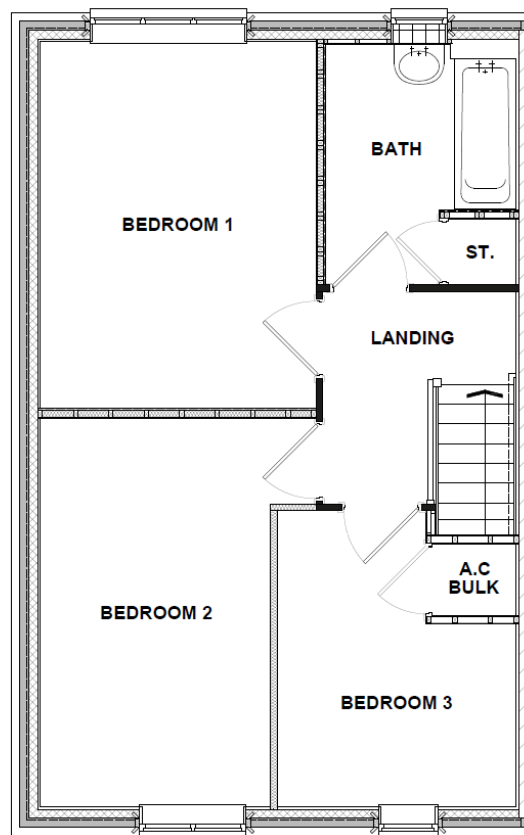 BATH
BEDROOM 1
ST.
LANDING
A.C
BULK
BEDROOM 2
BEDROOM 3